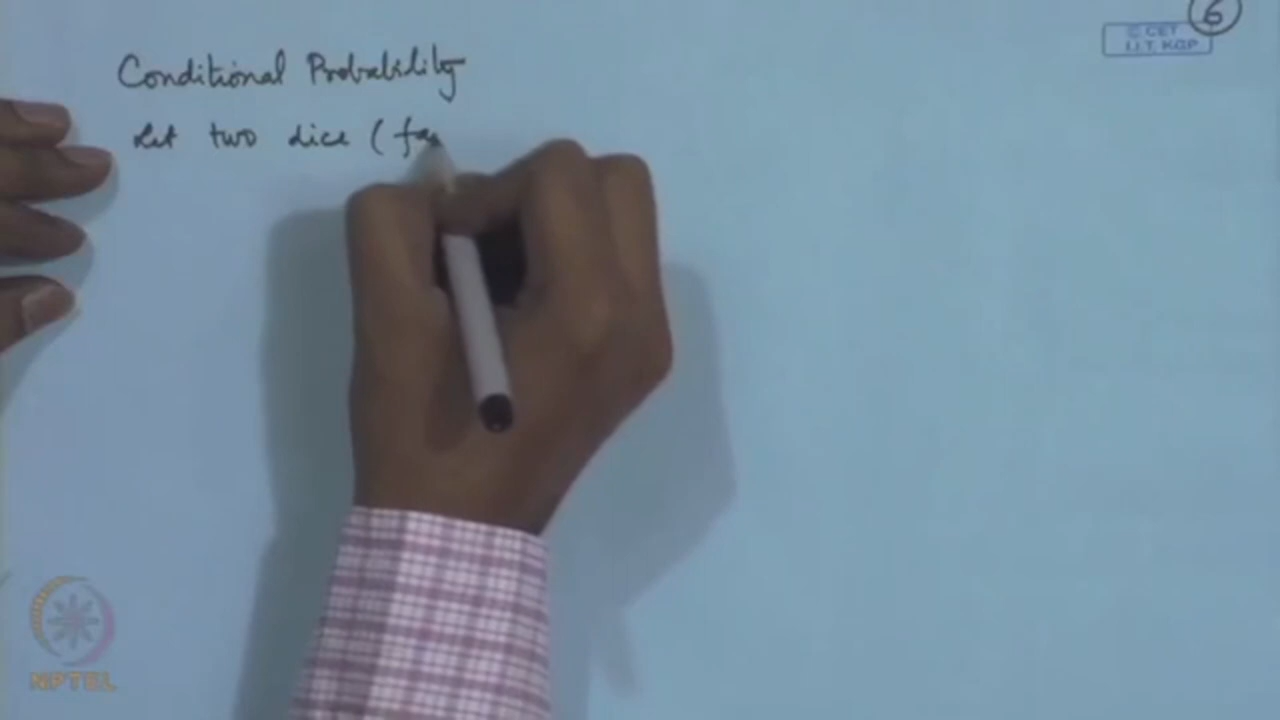 6
© CET
I.I.T. KGP
Conditional Probability
Let two dice (fa
NPTEL